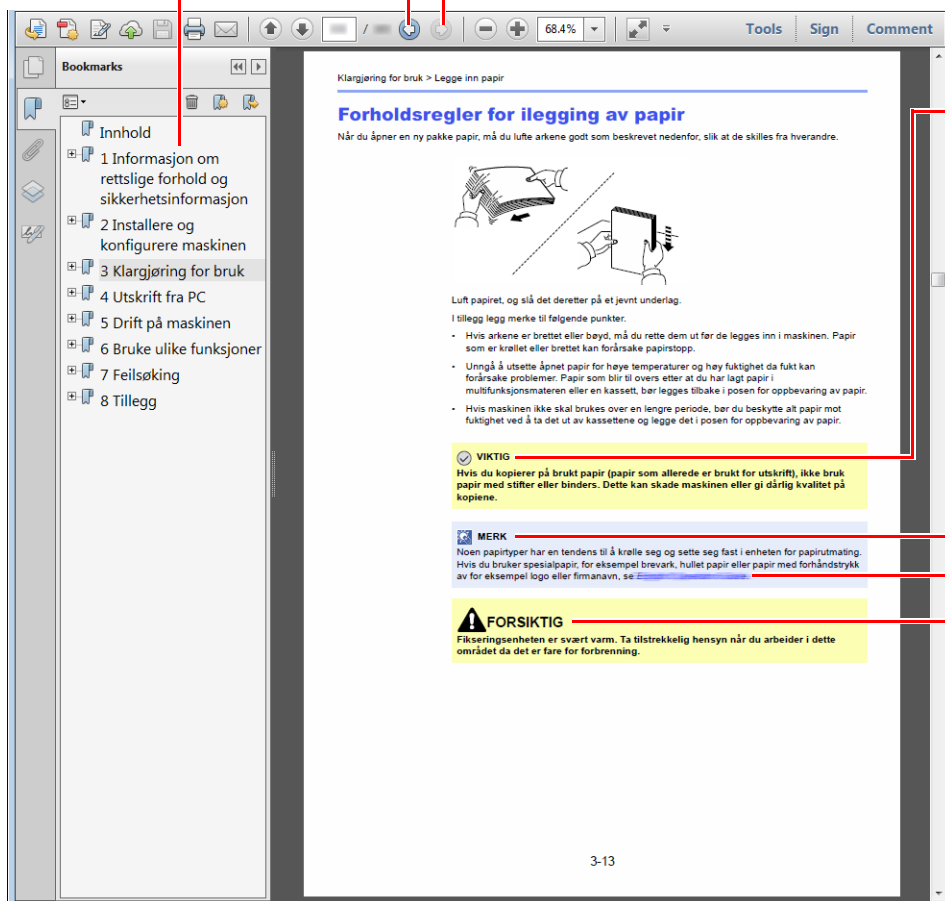 /
68.4%
Tools
Sign
Comment
Bookmarks
Innhold
1 Informasjon om
rettslige forhold og
sikkerhetsinformasjon
2 Installere og
konfigurere maskinen
3 Klargjøring for bruk
4 Utskrift fra PC
5 Drift på maskinen
6 Bruke ulike funksjoner
7 Feilsøking
8 Tillegg
Klargjøring for bruk > Legge inn papir
Forholdsregler for ilegging av papir
Når du åpner en ny pakke papir, må du lufte arkene godt som beskrevet nedenfor, slik at de skilles fra hverandre.
Luft papiret, og slå det deretter på et jevnt underlag.
I tillegg legg merke til følgende punkter.
• Hvis arkene er brettet eller bøyd, må du rette dem ut før de legges inn i maskinen. Papir
som er krøllet eller brettet kan forårsake papirstopp.
• Unngå å utsette åpnet papir for høye temperaturer og høy fuktighet da fukt kan
forårsake problemer. Papir som blir til overs etter at du har lagt papir i
multifunksjonsmateren eller en kassett, bør legges tilbake i posen for oppbevaring av papir.
• Hvis maskinen ikke skal brukes over en lengre periode, bør du beskytte alt papir mot
fuktighet ved å ta det ut av kassettene og legge det i posen for oppbevaring av papir.
VIKTIG
Hvis du kopierer på brukt papir (papir som allerede er brukt for utskrift), ikke bruk
papir med stifter eller binders. Dette kan skade maskinen eller gi dårlig kvalitet på
kopiene.
MERK
Noen papirtyper har en tendens til å krølle seg og sette seg fast i enheten for papirutmating.
Hvis du bruker spesialpapir, for eksempel brevark, hullet papir eller papir med forhåndstrykk
av for eksempel logo eller firmanavn, se
FORSIKTIG
Fikseringsenheten er svært varm. Ta tilstrekkelig hensyn når du arbeider i dette
området da det er fare for forbrenning.
3-13